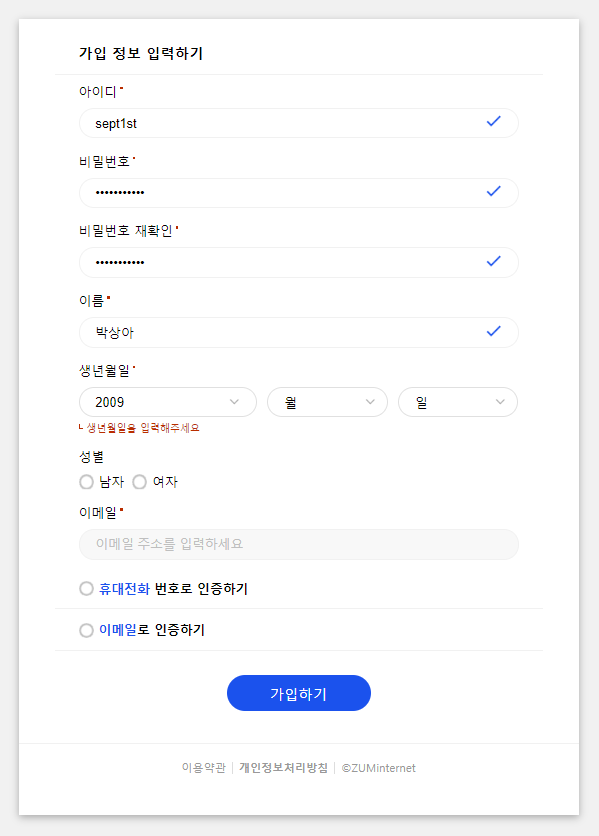 가입 정보 입력하기
아이디
sept1st
비밀번호
•••••••••••
비밀번호 재확인
•••••••••••
이름
박상아
생년월일
2009 월 일
생년월일을 입력해주세요
성별
남자 여자
이메일
이메일 주소를 입력하세요
휴대전화 번호로 인증하기
이메일로 인증하기
가입하기
이용약관 | 개인정보처리방침 | ©ZUMinternet